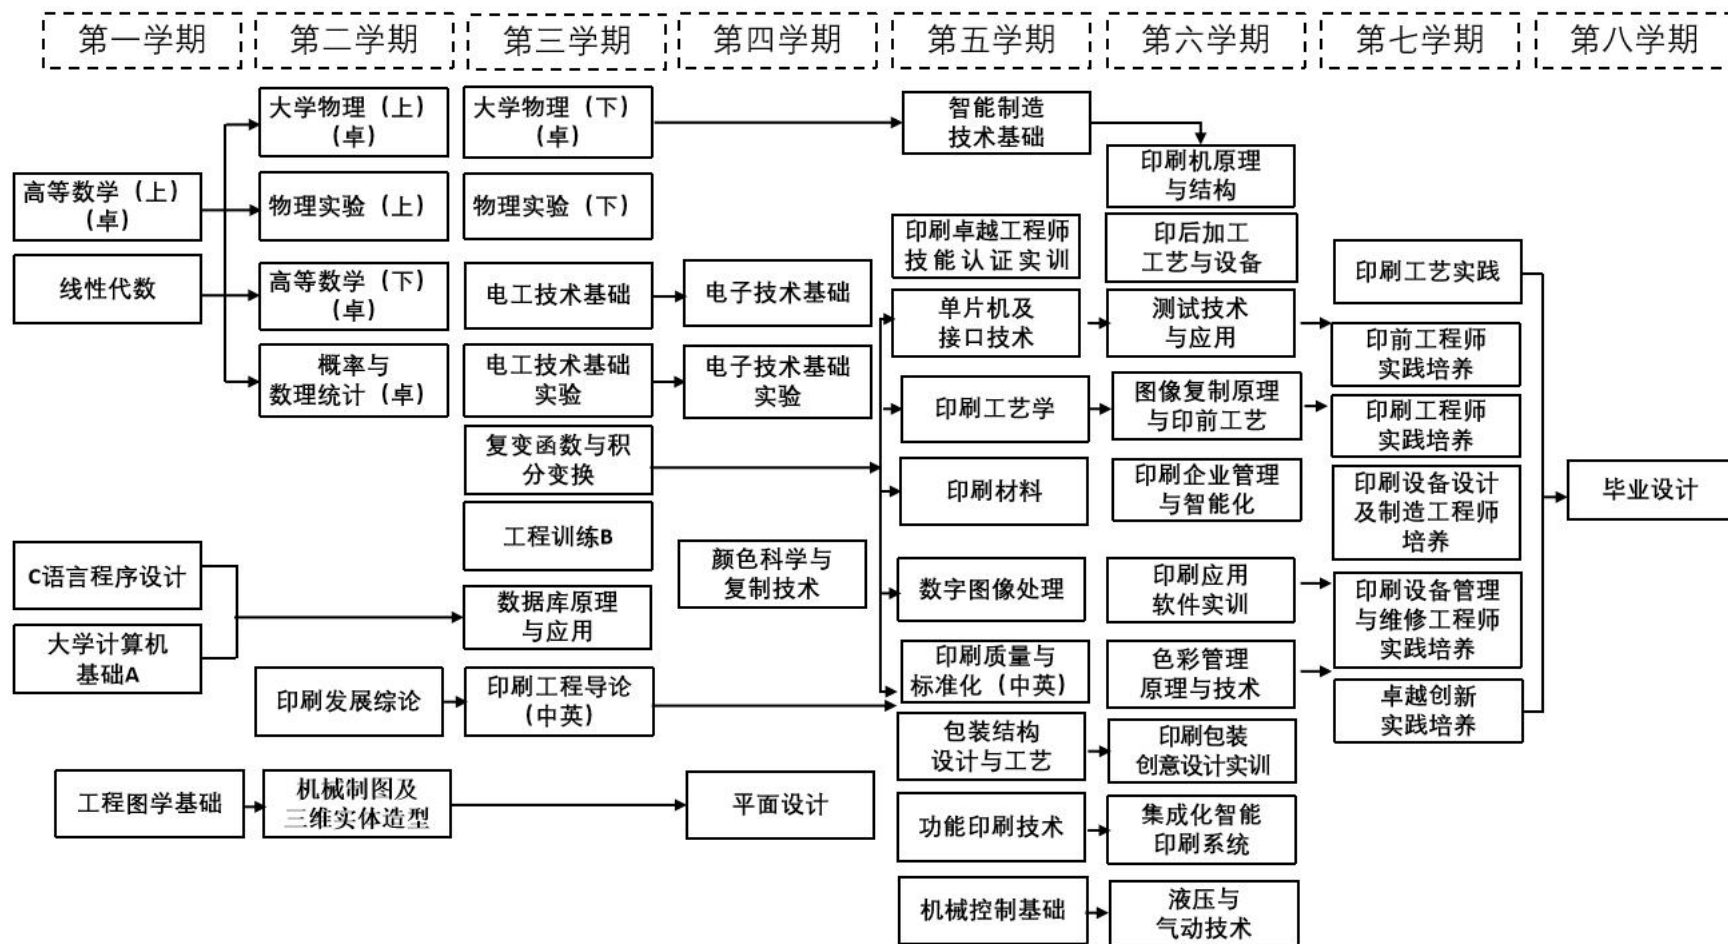 第一学期
第二学期
第三学期
第四学期
第五学期
第六学期
第七学期
第八学期
高等数学（上）
（卓）
线性代数
C语言程序设计
大学计算机
基础A
工程图学基础
大学物理（上）
（卓）
物理实验（上）
高等数学（下）
（卓）
概率与
数理统计（卓）
印刷发展综论
机械制图及
三维实体造型
大学物理（下）
（卓）
物理实验（下）
电工技术基础
电工技术基础
实验
复变函数与积
分变换
工程训练B
数据库原理
与应用
印刷工程导论
（中英）
电子技术基础
电子技术基础
实验
颜色科学与
复制技术
平面设计
智能制造
技术基础
印刷卓越工程师
技能认证实训
单片机及
接口技术
印刷工艺学
印刷材料
数字图像处理
印刷质量与
标准化（中英）
包装结构
设计与工艺
功能印刷技术
机械控制基础
印刷机原理
与结构
印后加工
工艺与设备
测试技术
与应用
图像复制原理
与印前工艺
印刷企业管理
与智能化
印刷应用
软件实训
色彩管理
原理与技术
印刷包装
创意设计实训
集成化智能
印刷系统
液压与
气动技术
印刷工艺实践
印前工程师
实践培养
印刷工程师
实践培养
印刷设备设计
及制造工程师
培养
印刷设备管理
与维修工程师
实践培养
卓越创新
实践培养
毕业设计